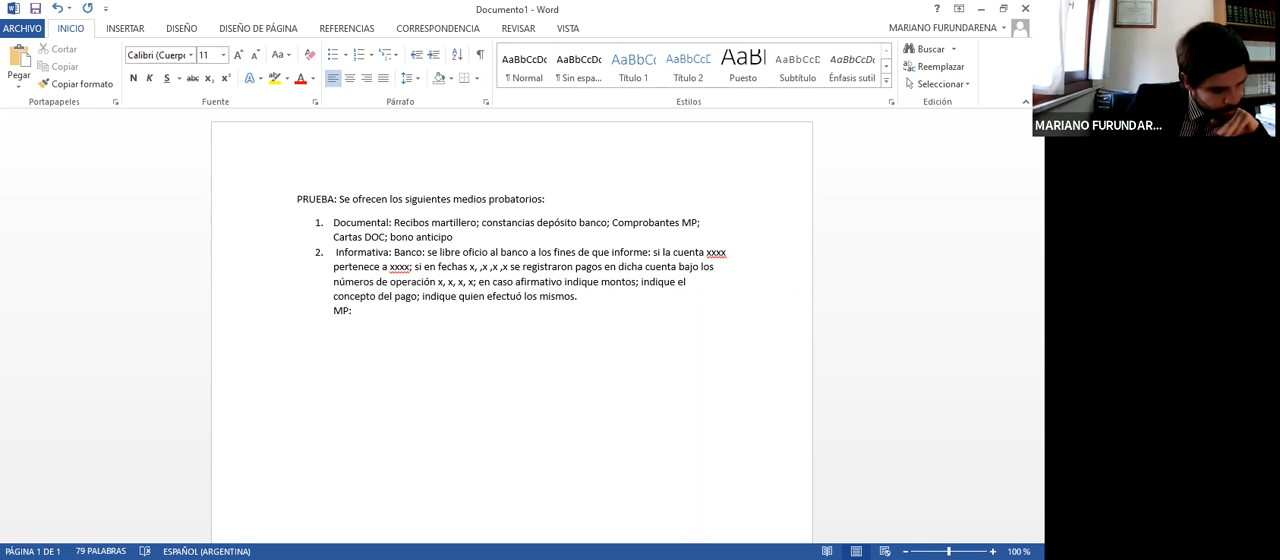 Documento1 - Word
ARCHIVO INICIO INSERTAR DISEÑO DISEÑO DE PÁGINA REFERENCIAS CORRESPONDENCIA REVISAR VISTA MARIANO FURUNDARENA
Pegar Cortar
Copiar
Copiar formato
Portapapeles
Calibri (Cuerp 11
N K S abc x₂ x²
Fuente
Párrafo
AaBbCcDc AaBbCcDc AaBbCc AaBbCcD AaBl AaBbCcD AaBbCcDc
¶ Normal ¶ Sin espa... Título 1 Título 2 Puesto Subtítulo Énfasis sutil
Estilos
Buscar
Reemplazar
Seleccionar
Edición
MARIANO FURUNDAR...
PRUEBA: Se ofrecen los siguientes medios probatorios:
1. Documental: Recibos martillero; constancias depósito banco; Comprobantes MP;
Cartas DOC; bono anticipo
2. Informativa: Banco: se libre oficio al banco a los fines de que informe: si la cuenta xxxx
pertenece a xxxx; si en fechas x, ,x ,x ,x se registraron pagos en dicha cuenta bajo los
números de operación x, x, x, x; en caso afirmativo indique montos; indique el
concepto del pago; indique quien efectuó los mismos.
MP:
PÁGINA 1 DE 1 79 PALABRAS ESPAÑOL (ARGENTINA) 100 %